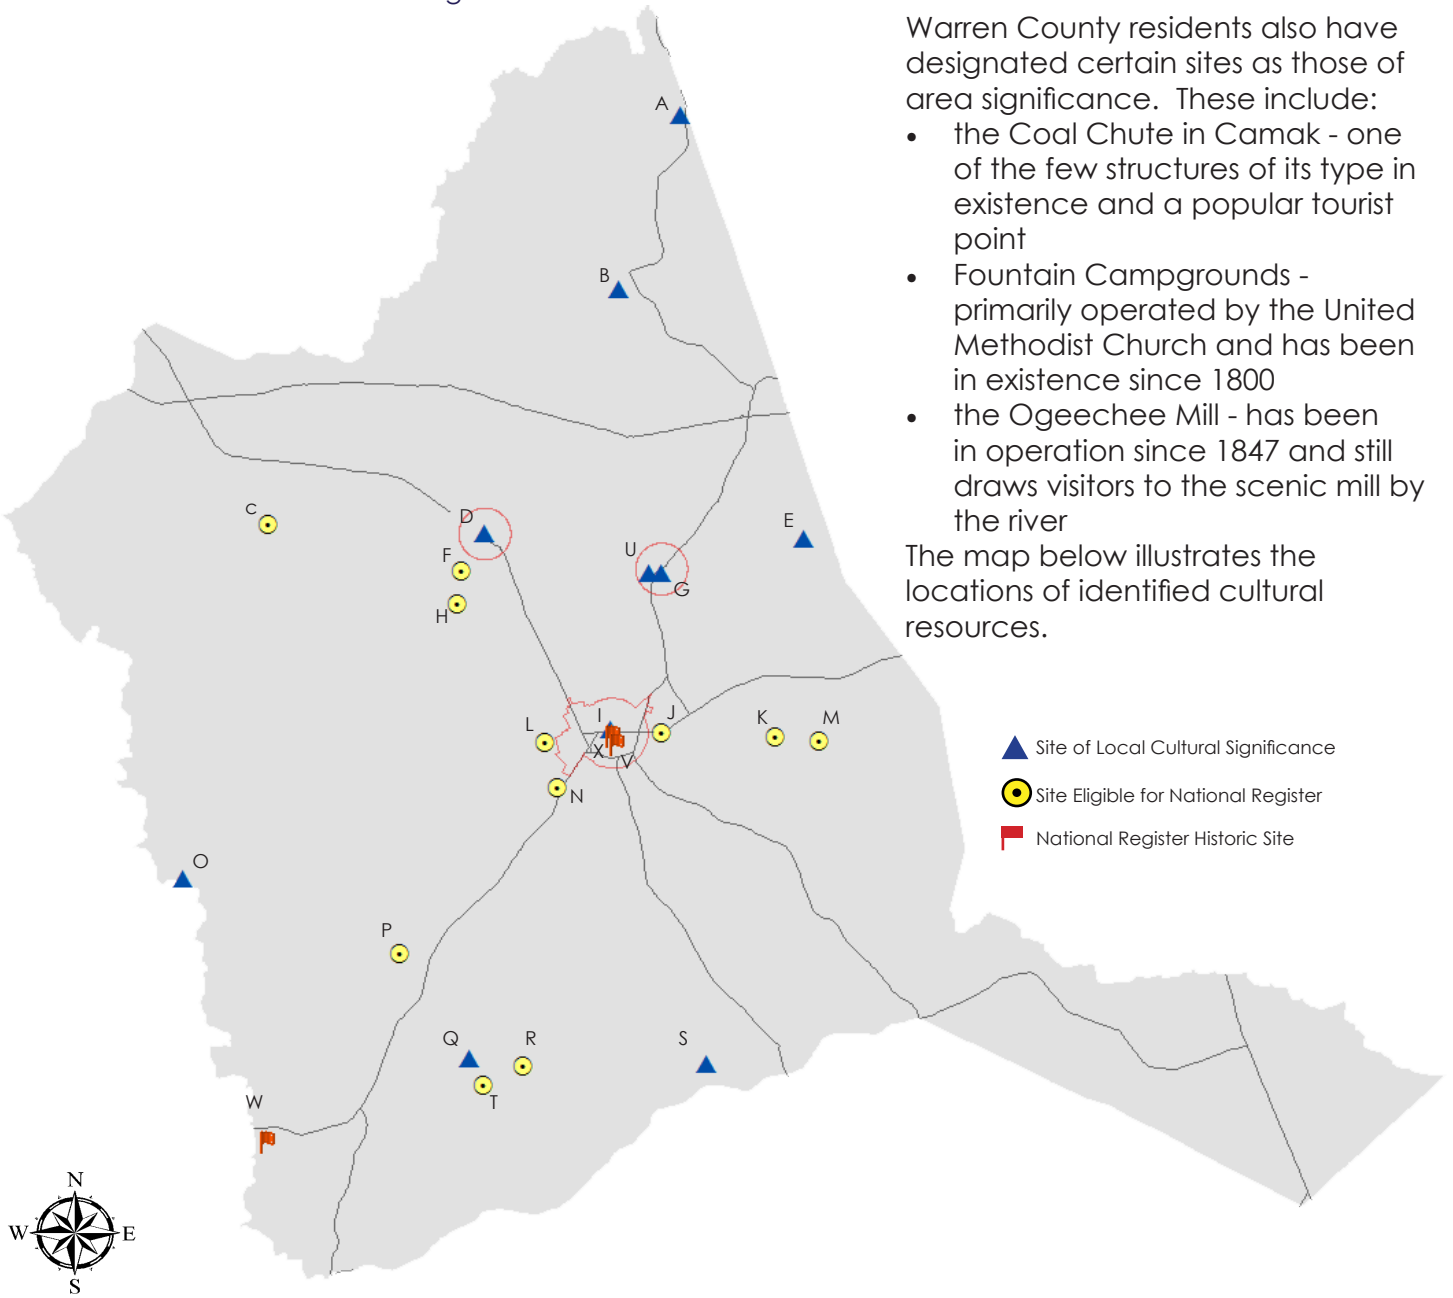 Warren County residents also have
designated certain sites as those of
area significance. These include:
• the Coal Chute in Camak - one
of the few structures of its type in
existence and a popular tourist
point
• Fountain Campgrounds -
primarily operated by the United
Methodist Church and has been
in existence since 1800
• the Ogeechee Mill - has been
in operation since 1847 and still
draws visitors to the scenic mill by
the river
The map below illustrates the
locations of identified cultural
resources.
A
B
C
D
E
F
U
G
H
I
J
K
M
L
X
V
N
O
P
Q
R
S
T
W
Site of Local Cultural Significance
Site Eligible for National Register
National Register Historic Site
N
W E
S